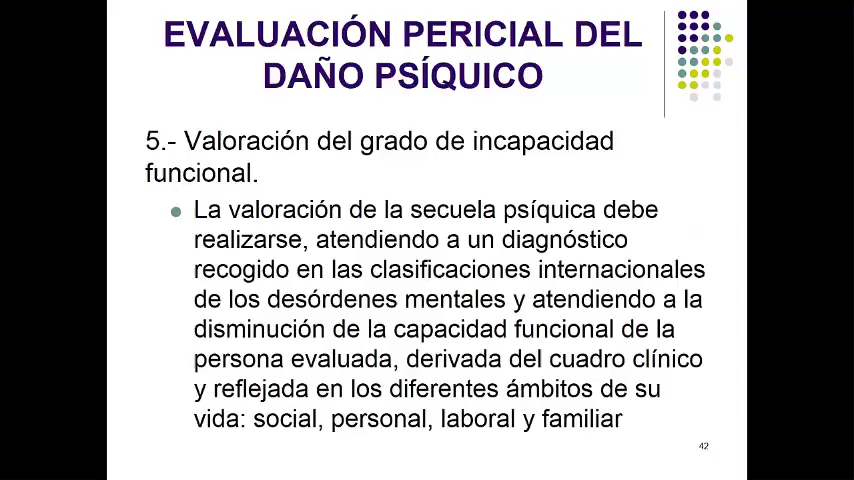 EVALUACIÓN PERICIAL DEL
DAÑO PSÍQUICO
5.- Valoración del grado de incapacidad
funcional.
La valoración de la secuela psíquica debe
realizarse, atendiendo a un diagnóstico
recogido en las clasificaciones internacionales
de los desórdenes mentales y atendiendo a la
disminución de la capacidad funcional de la
persona evaluada, derivada del cuadro clínico
y reflejada en los diferentes ámbitos de su
vida: social, personal, laboral y familiar
42